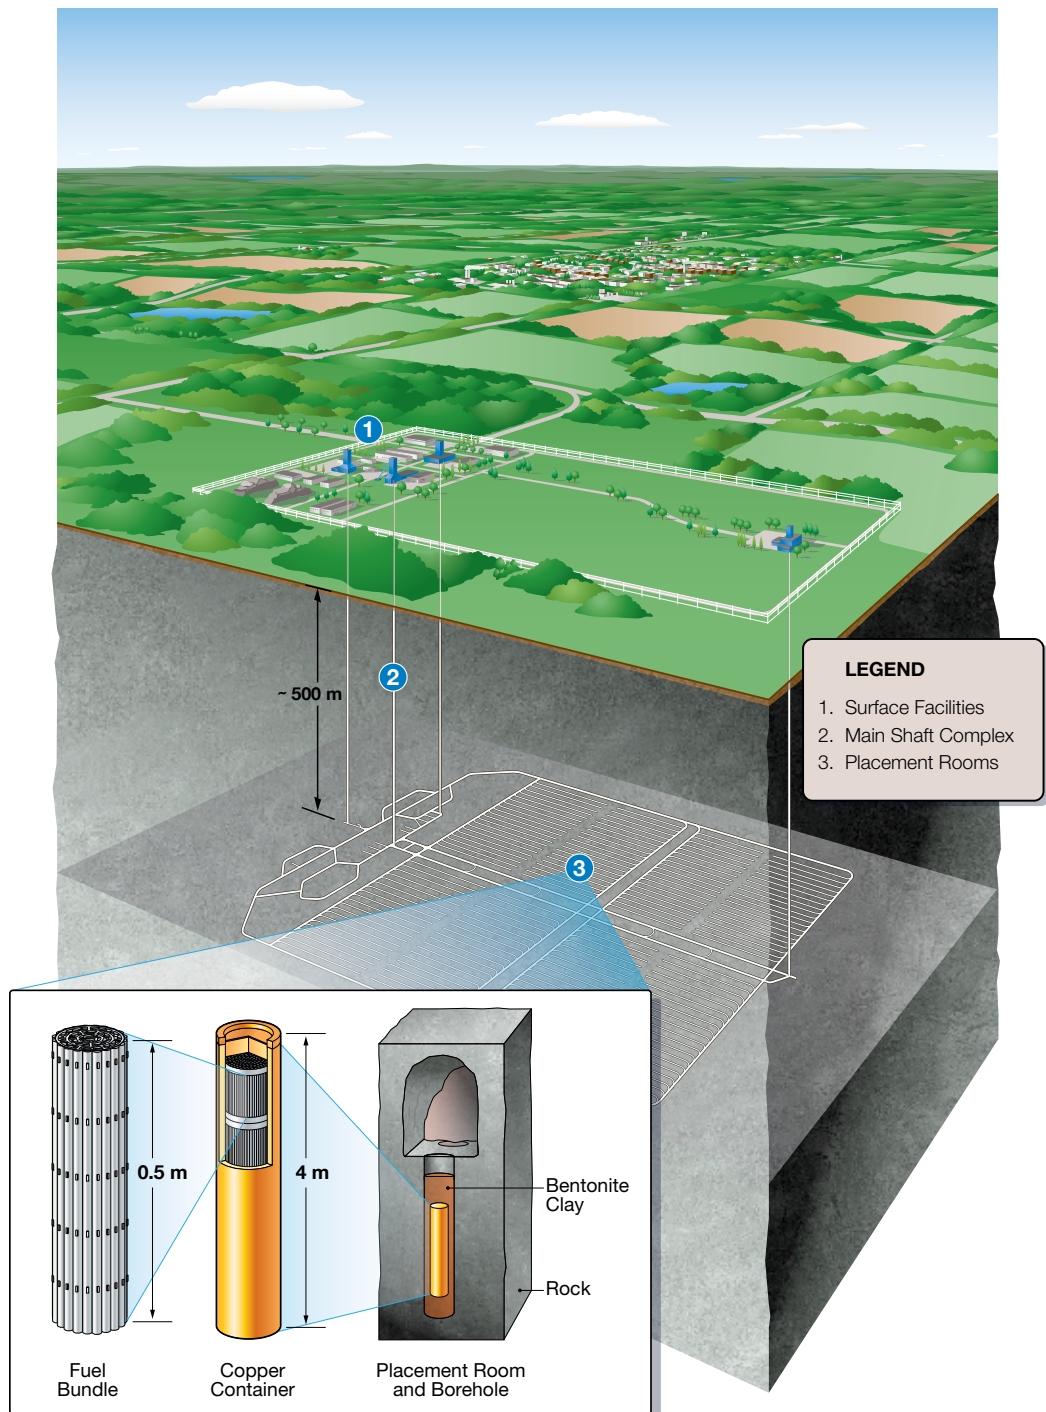 1
2
~ 500 m
LEGEND
1. Surface Facilities
2. Main Shaft Complex
3. Placement Rooms
3
0.5 m
4 m
Bentonite
Clay
Rock
Fuel
Bundle
Copper
Container
Placement Room
and Borehole